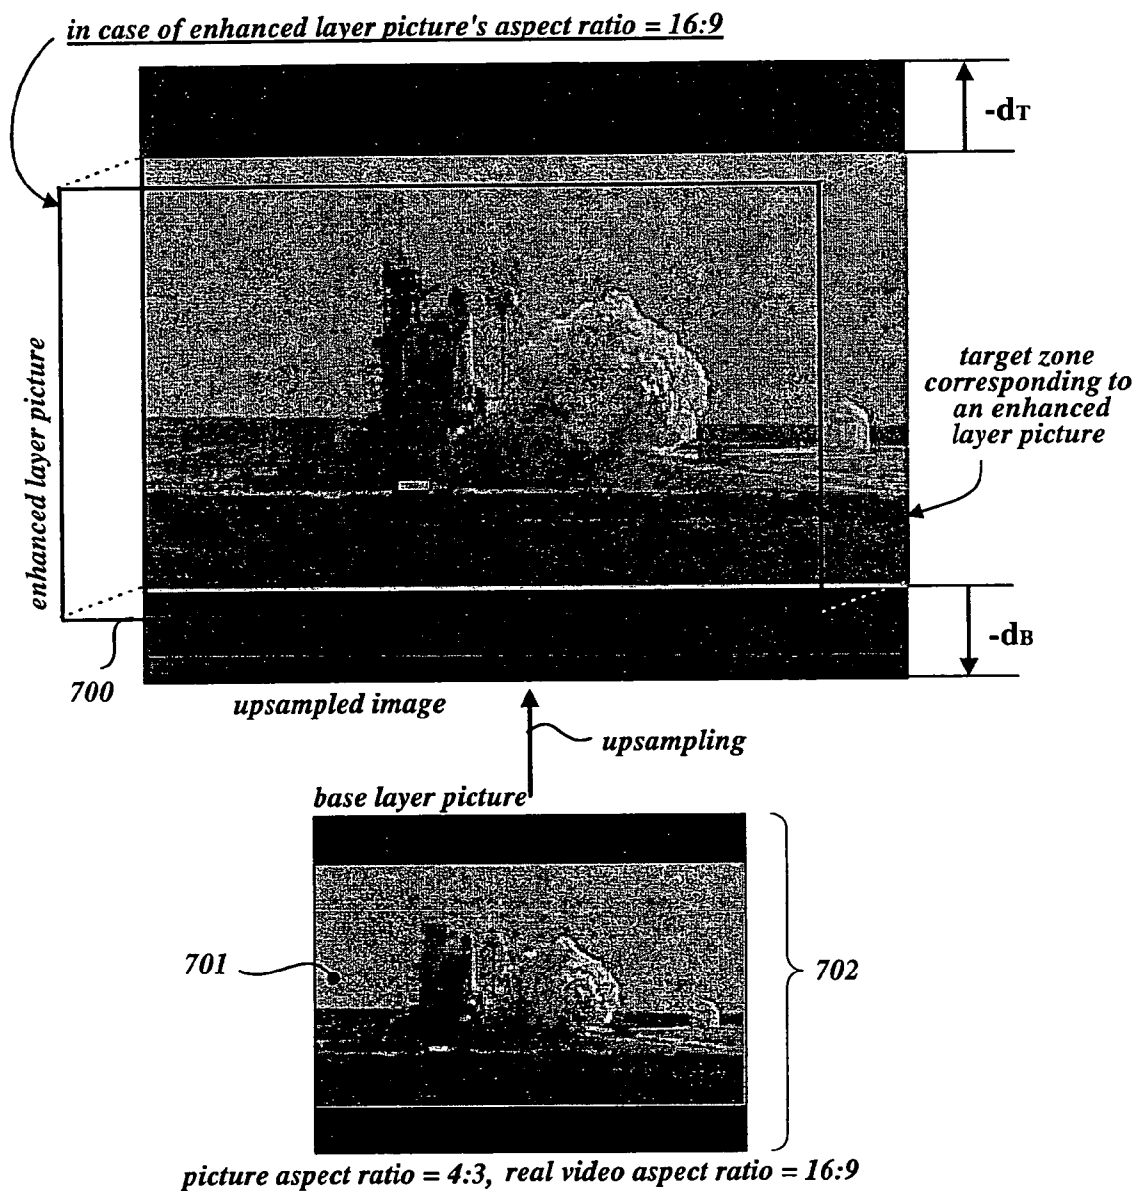 in case of enhanced layer picture's aspect ratio = 16:9
-dT
enhanced layer picture
target zone
corresponding to
an enhanced
layer picture
-dB
700
upsampled image
upsampling
base layer picture
701
702
picture aspect ratio = 4:3, real video aspect ratio = 16:9